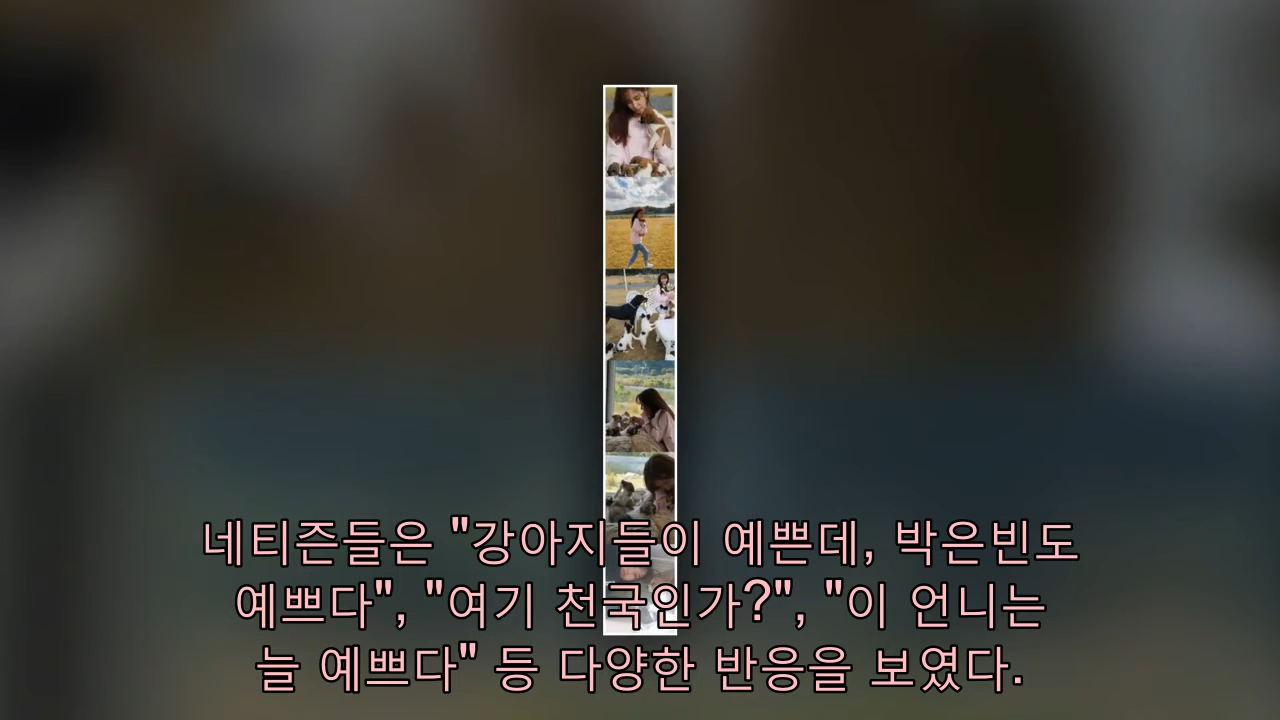 네티즌들은 "강아지들이 예쁜데, 박은빈도
예쁘다", "여기 천국인가?", "이 언니는
늘 예쁘다" 등 다양한 반응을 보였다.